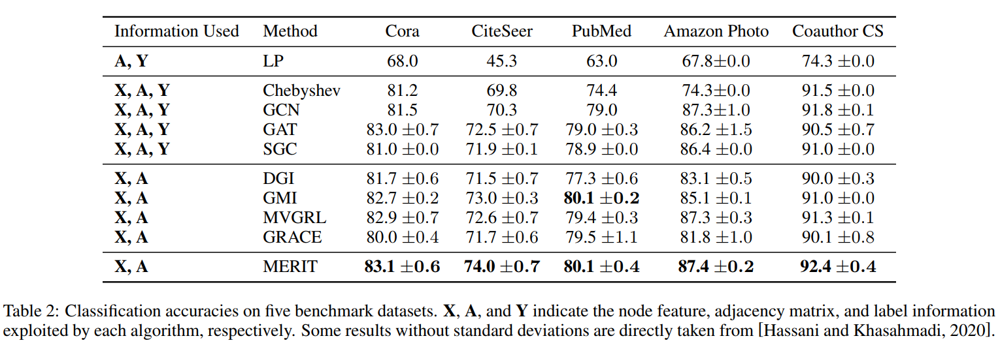 Information Used Method Cora CiteSeer PubMed Amazon Photo Coauthor CS
A, Y LP 68.0 45.3 63.0 67.8±0.0 74.3 ±0.0
X, A, Y Chebyshev 81.2 69.8 74.4 74.3±0.0 91.5 ±0.0
X, A, Y GCN 81.5 70.3 79.0 87.3±1.0 91.8 ±0.1
X, A, Y GAT 83.0 ±0.7 72.5 ±0.7 79.0 ±0.3 86.2 ±1.5 90.5 ±0.7
X, A, Y SGC 81.0 ±0.0 71.9 ±0.1 78.9 ±0.0 86.4 ±0.0 91.0 ±0.0
X, A DGI 81.7 ±0.6 71.5 ±0.7 77.3 ±0.6 83.1 ±0.5 90.0 ±0.3
X, A GMI 82.7 ±0.2 73.0 ±0.3 80.1 ±0.2 85.1 ±0.1 91.0 ±0.0
X, A MVGRL 82.9 ±0.7 72.6 ±0.7 79.4 ±0.3 87.3 ±0.3 91.3 ±0.1
X, A GRACE 80.0 ±0.4 71.7 ±0.6 79.5 ±1.1 81.8 ±1.0 90.1 ±0.8
X, A MERIT 83.1 ±0.6 74.0 ±0.7 80.1 ±0.4 87.4 ±0.2 92.4 ±0.4
Table 2: Classification accuracies on five benchmark datasets. X, A, and Y indicate the node feature, adjacency matrix, and label information
exploited by each algorithm, respectively. Some results without standard deviations are directly taken from [Hassani and Khasahmadi, 2020].